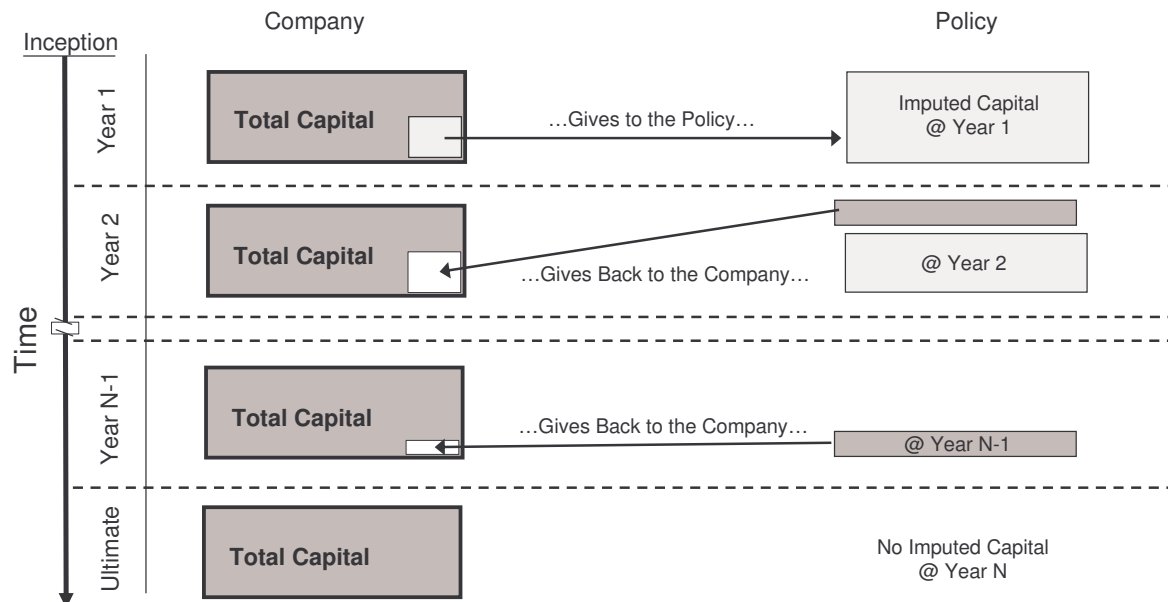 Company
Policy
Inception
Year 1
Total Capital
…Gives to the Policy…
Imputed Capital
@ Year 1
Year 2
Total Capital
…Gives Back to the Company…
@ Year 2
Time
Year N-1
Total Capital
…Gives Back to the Company…
@ Year N-1
Ultimate
Total Capital
No Imputed Capital
@ Year N